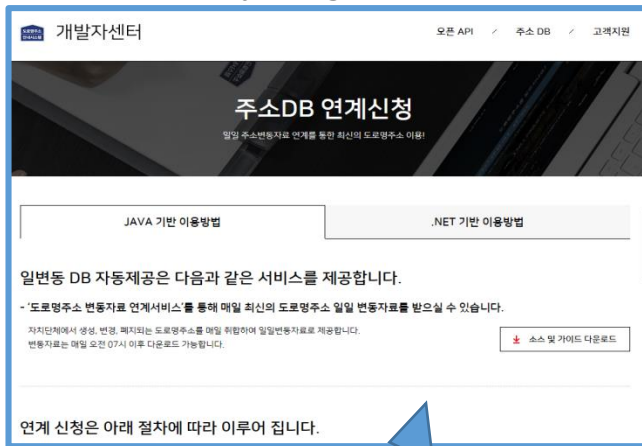 개발자센터
오픈 API / 주소 DB / 고객지원
주소DB 연계신청
일일 주소변동자료 연계를 통한 최신의 도로명주소 이용!
JAVA 기반 이용방법
.NET 기반 이용방법
일변동 DB 자동제공은 다음과 같은 서비스를 제공합니다.
- '도로명주소 변동자료 연계서비스'를 통해 매일 최신의 도로명주소 일일 변동자료를 받으실 수 있습니다.
자치단체에서 생성, 변경, 폐지되는 도로명주소를 매일 취합하여 일일변동자료로 제공합니다.
변동자료는 매일 오전 07시 이후 다운로드 가능합니다.
소스 및 가이드 다운로드
연계 신청은 아래 절차에 따라 이루어 집니다.